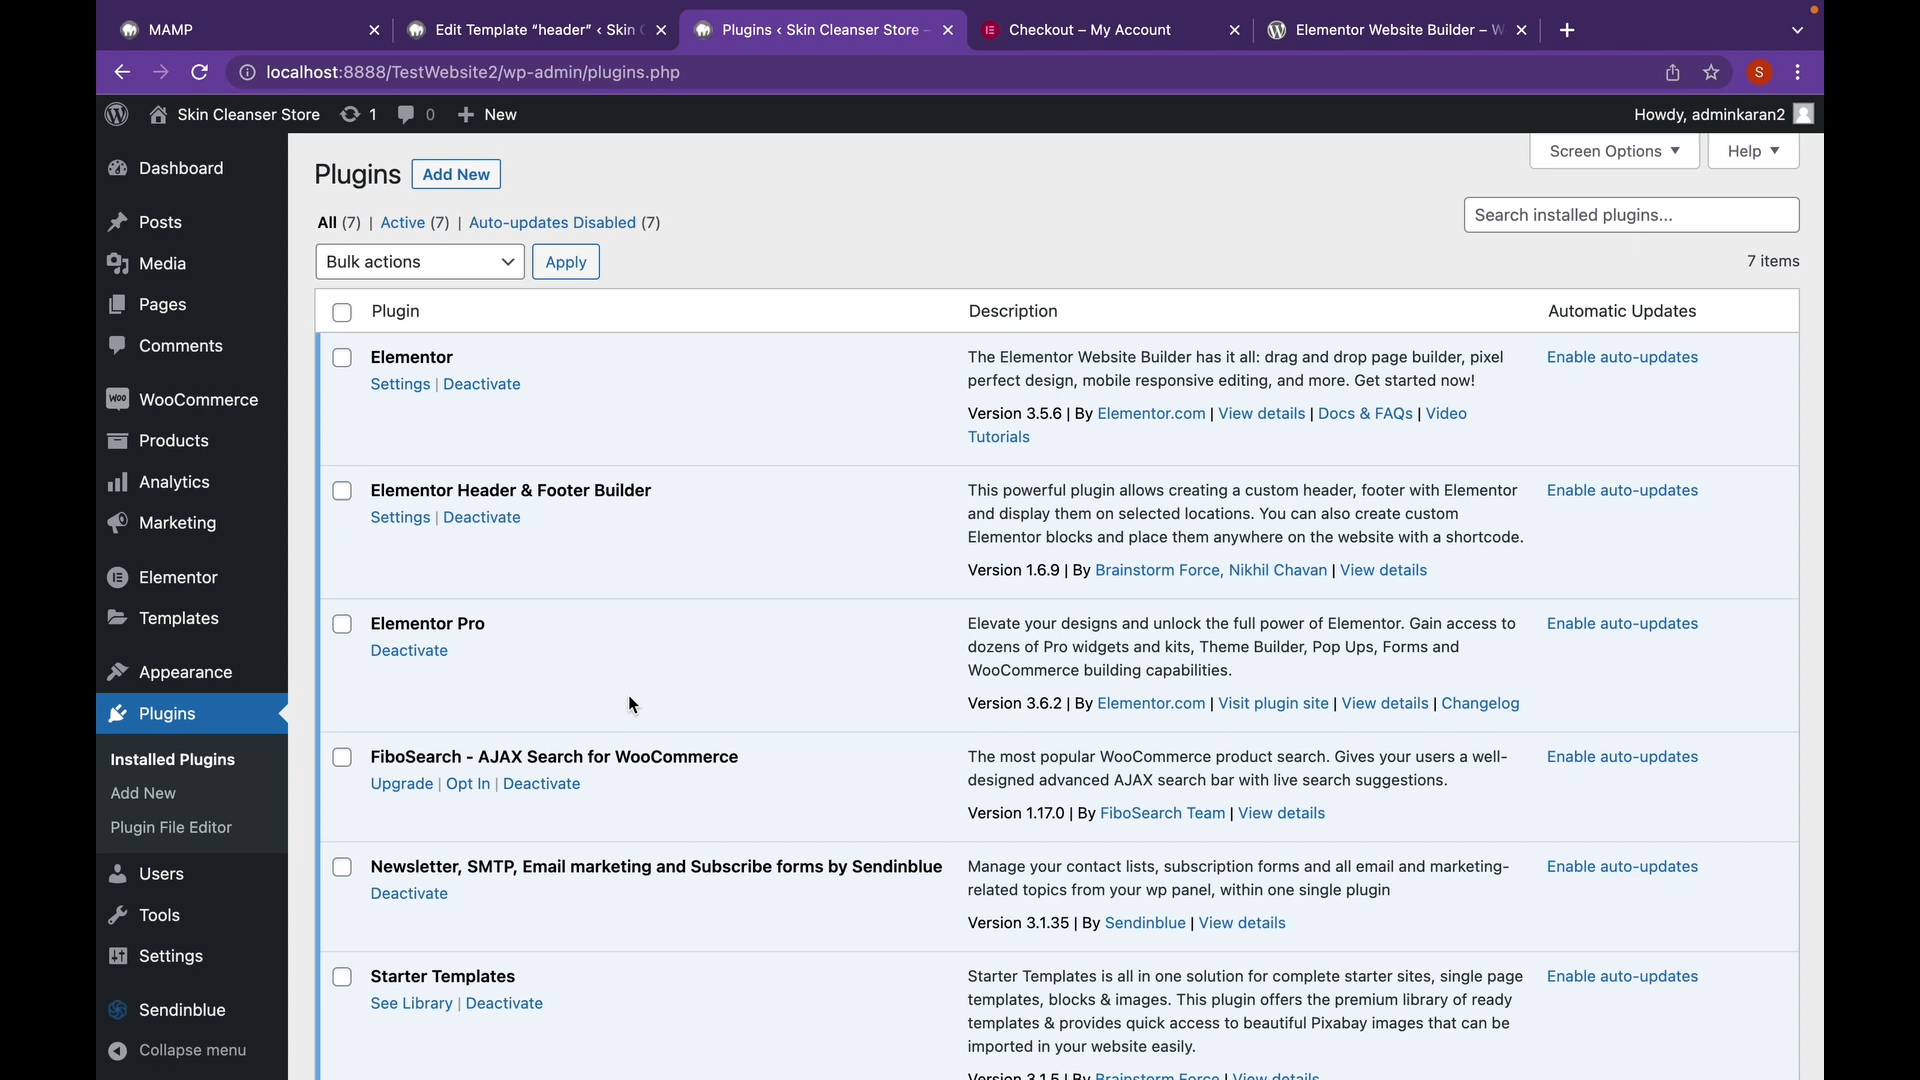 MAMP
Edit Template “header” ‹ Skin C
Plugins ‹ Skin Cleanser Store –
Checkout – My Account
Elementor Website Builder – W
localhost:8888/TestWebsite2/wp-admin/plugins.php
S
Skin Cleanser Store
1
0
New
Howdy, adminkaran2
Dashboard
Posts
Media
Pages
Comments
WooCommerce
Products
Analytics
Marketing
Elementor
Templates
Appearance
Plugins
Installed Plugins
Add New
Plugin File Editor
Users
Tools
Settings
Sendinblue
Collapse menu
Screen Options
Help
Plugins
Add New
All (7) | Active (7) | Auto-updates Disabled (7)
Search installed plugins...
Bulk actions
Apply
7 items
Plugin
Description
Automatic Updates
Elementor
Settings | Deactivate
The Elementor Website Builder has it all: drag and drop page builder, pixel
perfect design, mobile responsive editing, and more. Get started now!
Version 3.5.6 | By Elementor.com | View details | Docs & FAQs | Video
Tutorials
Enable auto-updates
Elementor Header & Footer Builder
Settings | Deactivate
This powerful plugin allows creating a custom header, footer with Elementor
and display them on selected locations. You can also create custom
Elementor blocks and place them anywhere on the website with a shortcode.
Version 1.6.9 | By Brainstorm Force, Nikhil Chavan | View details
Enable auto-updates
Elementor Pro
Deactivate
Elevate your designs and unlock the full power of Elementor. Gain access to
dozens of Pro widgets and kits, Theme Builder, Pop Ups, Forms and
WooCommerce building capabilities.
Version 3.6.2 | By Elementor.com | Visit plugin site | View details | Changelog
Enable auto-updates
FiboSearch - AJAX Search for WooCommerce
Upgrade | Opt In | Deactivate
The most popular WooCommerce product search. Gives your users a well-
designed advanced AJAX search bar with live search suggestions.
Version 1.17.0 | By FiboSearch Team | View details
Enable auto-updates
Newsletter, SMTP, Email marketing and Subscribe forms by Sendinblue
Deactivate
Manage your contact lists, subscription forms and all email and marketing-
related topics from your wp panel, within one single plugin
Version 3.1.35 | By Sendinblue | View details
Enable auto-updates
Starter Templates
See Library | Deactivate
Starter Templates is all in one solution for complete starter sites, single page
templates, blocks & images. This plugin offers the premium library of ready
templates & provides quick access to beautiful Pixabay images that can be
imported in your website easily.
Version 3.1.5 | By Brainstorm Force | View details
Enable auto-updates